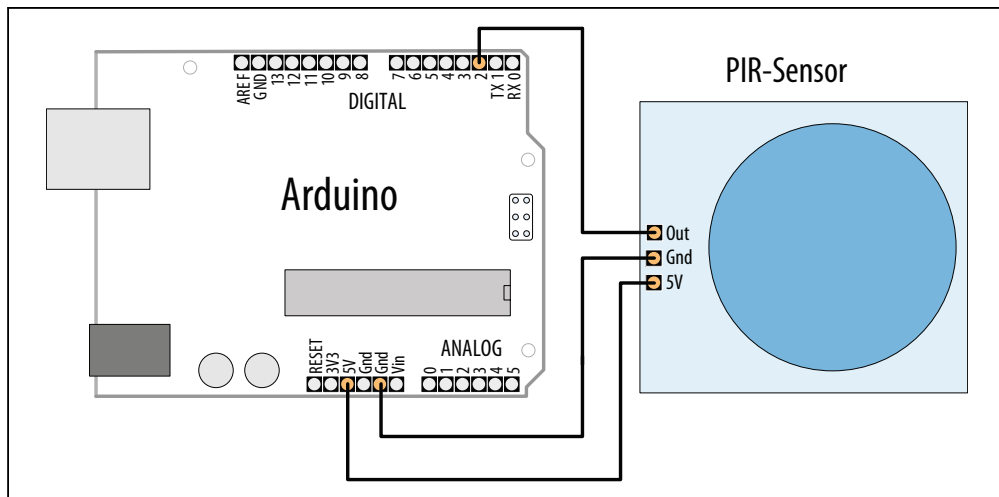 AREF
GND
13
12
11
10
9
8
7
6
5
4
3
2
TX 1
RX 0
DIGITAL
PIR-Sensor
Arduino
Out
Gnd
5V
RESET
3V3
5V
Gnd
Gnd
Vin
ANALOG
0
1
2
3
4
5